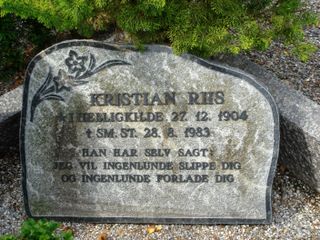 KRISTIAN RIIS
* I HELLIGKILDE 27. 12. 1904
† SM. ST. 28. 8. 1983
HAN HAR SELV SAGT:
JEG VIL INGENLUNDE SLIPPE DIG
OG INGENLUNDE FORLADE DIG